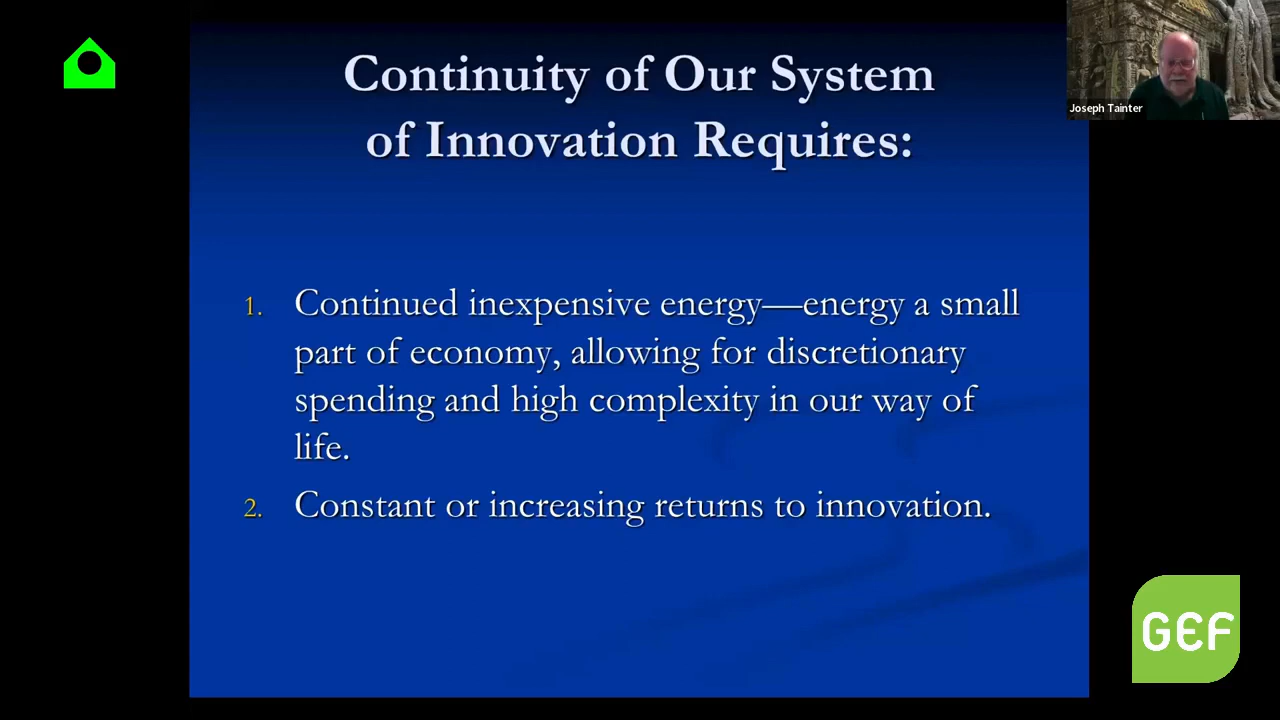 Continuity of Our System
of Innovation Requires:
Joseph Tainter
1. Continued inexpensive energy—energy a small
part of economy, allowing for discretionary
spending and high complexity in our way of
life.
2. Constant or increasing returns to innovation.
GEF